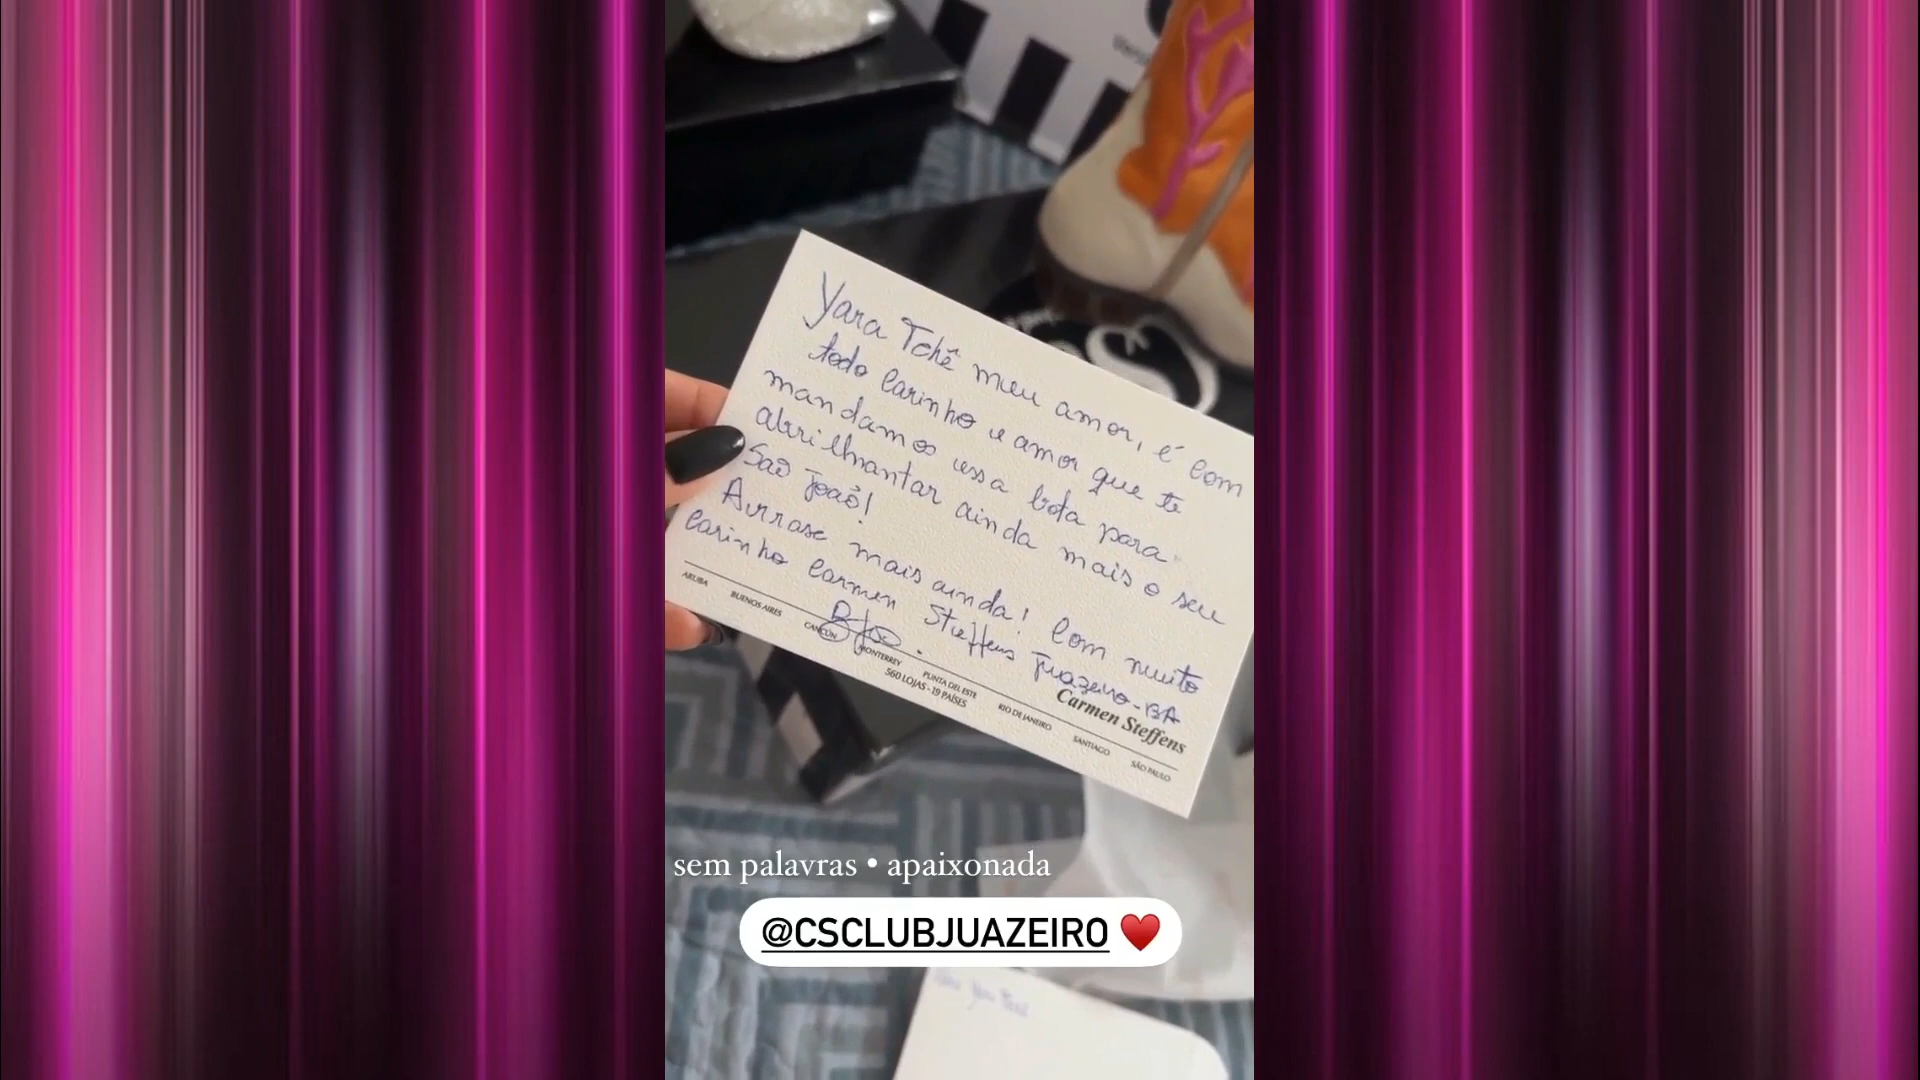 Yara Tchê meu amor, é com
todo carinho e amor que te
mandamos essa bota para
abrilhantar ainda mais o seu
São João!
Arrase mais ainda! Com muito
carinho Carmen Steffens Juazeiro-BA
Carmen Steffens
ARUBA
BUENOS AIRES
CANCÚN
MONTERREY
PUNTA DEL ESTE
RIO DE JANEIRO
SANTIAGO
SÃO PAULO
560 LOJAS - 19 PAÍSES
sem palavras • apaixonada
@CSCLUBJUAZEIRO ♥